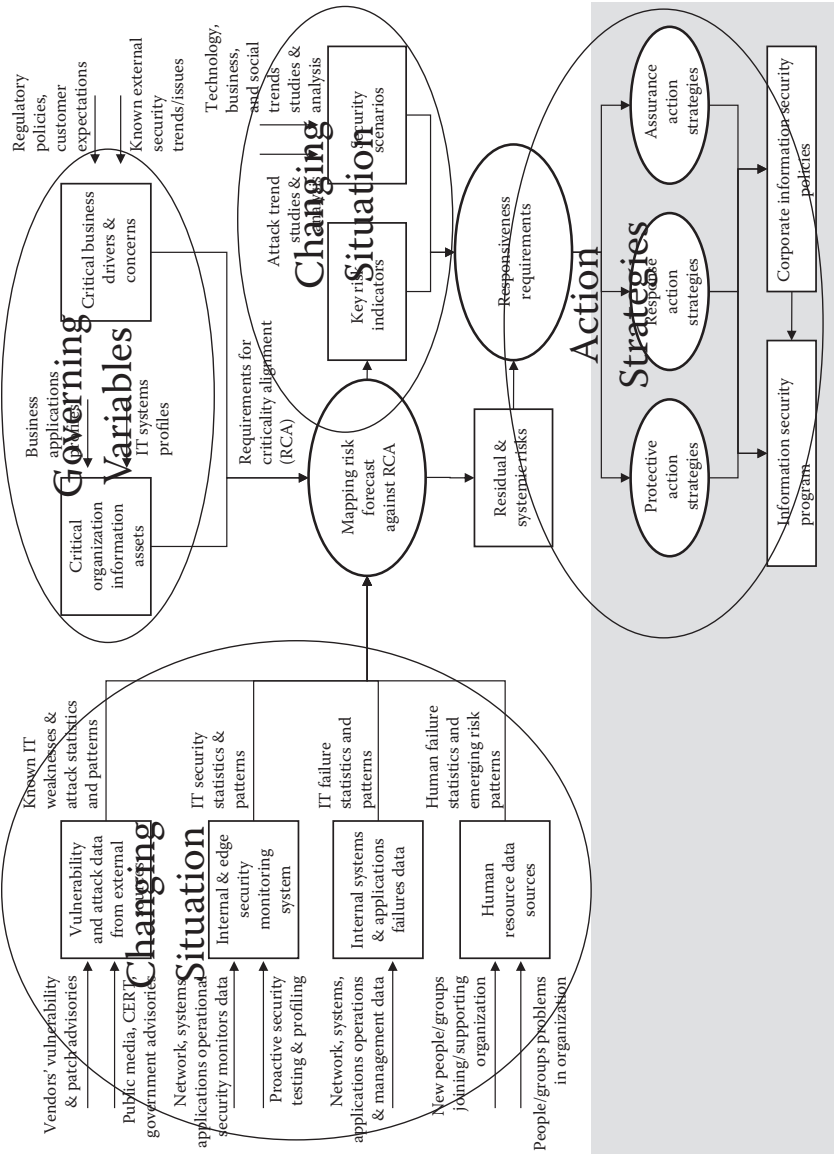 Vendors' vulnerability
& patch advisories
Public media, CERT,
government advisories
Network, systems
applications operational
security monitors data
Proactive security
testing & profiling
Network, systems,
applications operations
& management data
New people/groups
joining/supporting
organization
People/groups problems
in organization
Vulnerability
and attack data
from external
sources
Internal & edge
security
monitoring
system
Internal systems
& applications
failures data
Human
resource data
sources
Changing
Situation
Known IT
weaknesses &
attack statistics
and patterns
IT security
statistics &
patterns
IT failure
statistics and
patterns
Human failure
statistics and
emerging risk
patterns
Critical
organization
information
assets
Business
applications
profiles
IT systems
profiles
Governing
Variables
Critical business
drivers &
concerns
Regulatory
policies,
customer
expectations
Known external
security
trends/issues
Requirements for
criticality alignment
(RCA)
Mapping risk
forecast
against RCA
Key risk
indicators
Attack trend
studies &
analysis
Changing
Situation
Security
scenarios
Technology,
business,
and social
trends
studies &
analysis
Residual &
systemic risks
Responsiveness
requirements
Action
Strategies
Protective
action
strategies
Response
action
strategies
Assurance
action
strategies
Information security
program
Corporate information security
policies